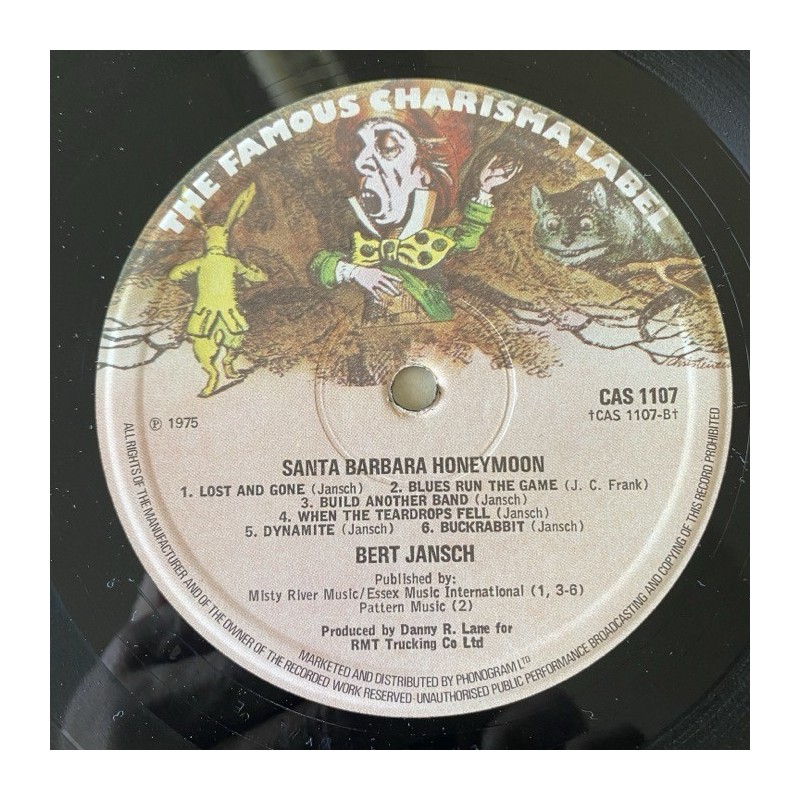 THE FAMOUS CHARISMA LABEL
Christensen
CAS 1107
†CAS 1107-B†
Ⓟ 1975
SANTA BARBARA HONEYMOON
1. LOST AND GONE (Jansch) 2. BLUES RUN THE GAME (J. C. Frank)
3. BUILD ANOTHER BAND (Jansch)
4. WHEN THE TEARDROPS FELL (Jansch)
5. DYNAMITE (Jansch) 6. BUCKRABBIT (Jansch)
BERT JANSCH
Published by:
Misty River Music/Essex Music International (1, 3-6)
Pattern Music (2)
Produced by Danny R. Lane for
RMT Trucking Co Ltd
MARKETED AND DISTRIBUTED BY PHONOGRAM LTD
ALL RIGHTS OF THE MANUFACTURER AND OF THE OWNER OF THE RECORDED WORK RESERVED·UNAUTHORISED PUBLIC PERFORMANCE BROADCASTING AND COPYING OF THIS RECORD PROHIBITED